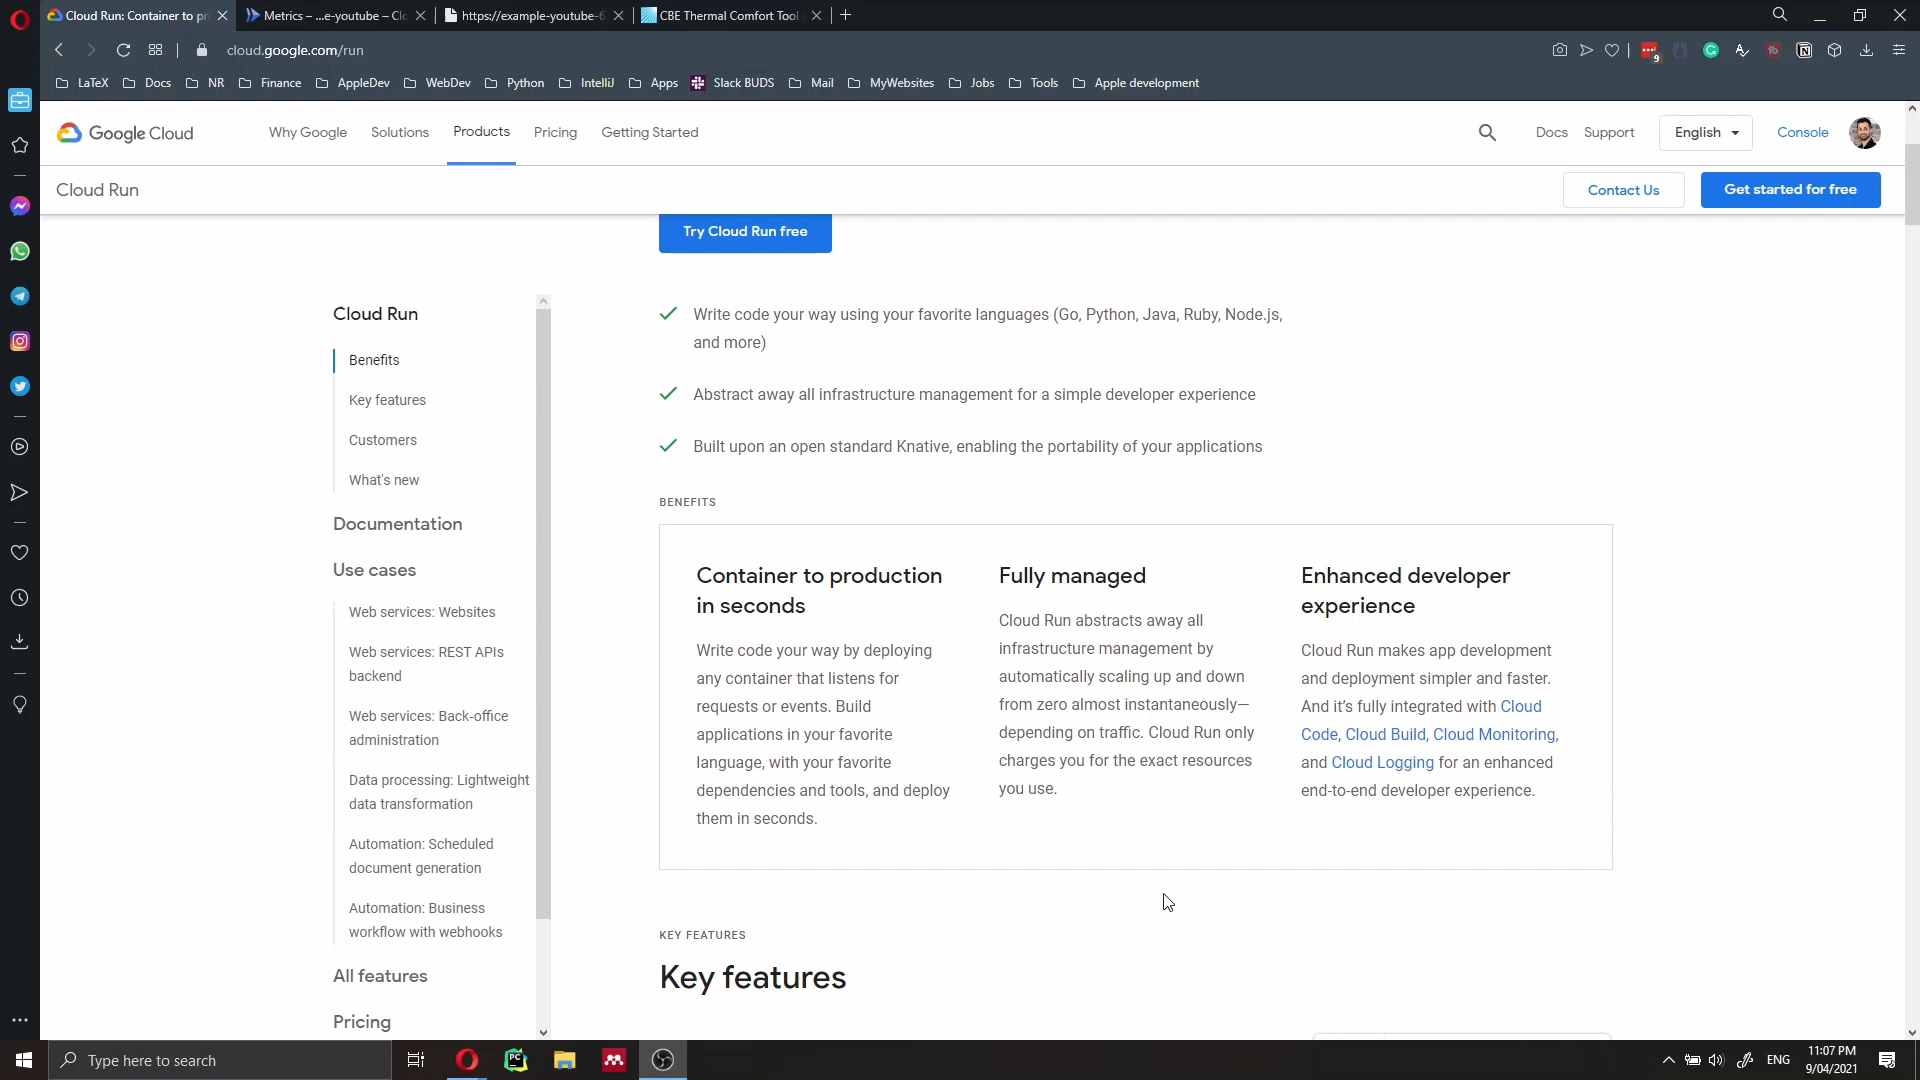 Cloud Run: Container to pr
Metrics – ...e-youtube – Clo
https://example-youtube-6
CBE Thermal Comfort Tool
cloud.google.com/run
9
LaTeX
Docs
NR
Finance
AppleDev
WebDev
Python
IntelliJ
Apps
Slack BUDS
Mail
MyWebsites
Jobs
Tools
Apple development
Google Cloud
Why Google
Solutions
Products
Pricing
Getting Started
Docs
Support
English
Console
Cloud Run
Contact Us
Get started for free
Try Cloud Run free
Cloud Run
Benefits
Key features
Customers
What's new
Documentation
Use cases
Web services: Websites
Web services: REST APIs
backend
Web services: Back-office
administration
Data processing: Lightweight
data transformation
Automation: Scheduled
document generation
Automation: Business
workflow with webhooks
All features
Pricing
Write code your way using your favorite languages (Go, Python, Java, Ruby, Node.js,
and more)
Abstract away all infrastructure management for a simple developer experience
Built upon an open standard Knative, enabling the portability of your applications
BENEFITS
Container to production
in seconds
Write code your way by deploying
any container that listens for
requests or events. Build
applications in your favorite
language, with your favorite
dependencies and tools, and deploy
them in seconds.
Fully managed
Cloud Run abstracts away all
infrastructure management by
automatically scaling up and down
from zero almost instantaneously—
depending on traffic. Cloud Run only
charges you for the exact resources
you use.
Enhanced developer
experience
Cloud Run makes app development
and deployment simpler and faster.
And it's fully integrated with Cloud
Code, Cloud Build, Cloud Monitoring,
and Cloud Logging for an enhanced
end-to-end developer experience.
KEY FEATURES
Key features
Type here to search
PC
ENG
11:07 PM
9/04/2021